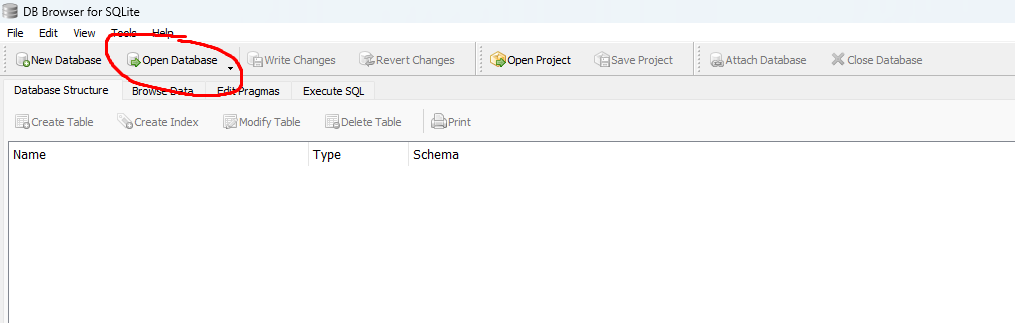 DB Browser for SQLite
File Edit View Tools Help
New Database Open Database Write Changes Revert Changes Open Project Save Project Attach Database Close Database
Database Structure Browse Data Edit Pragmas Execute SQL
Create Table Create Index Modify Table Delete Table Print
Name Type Schema